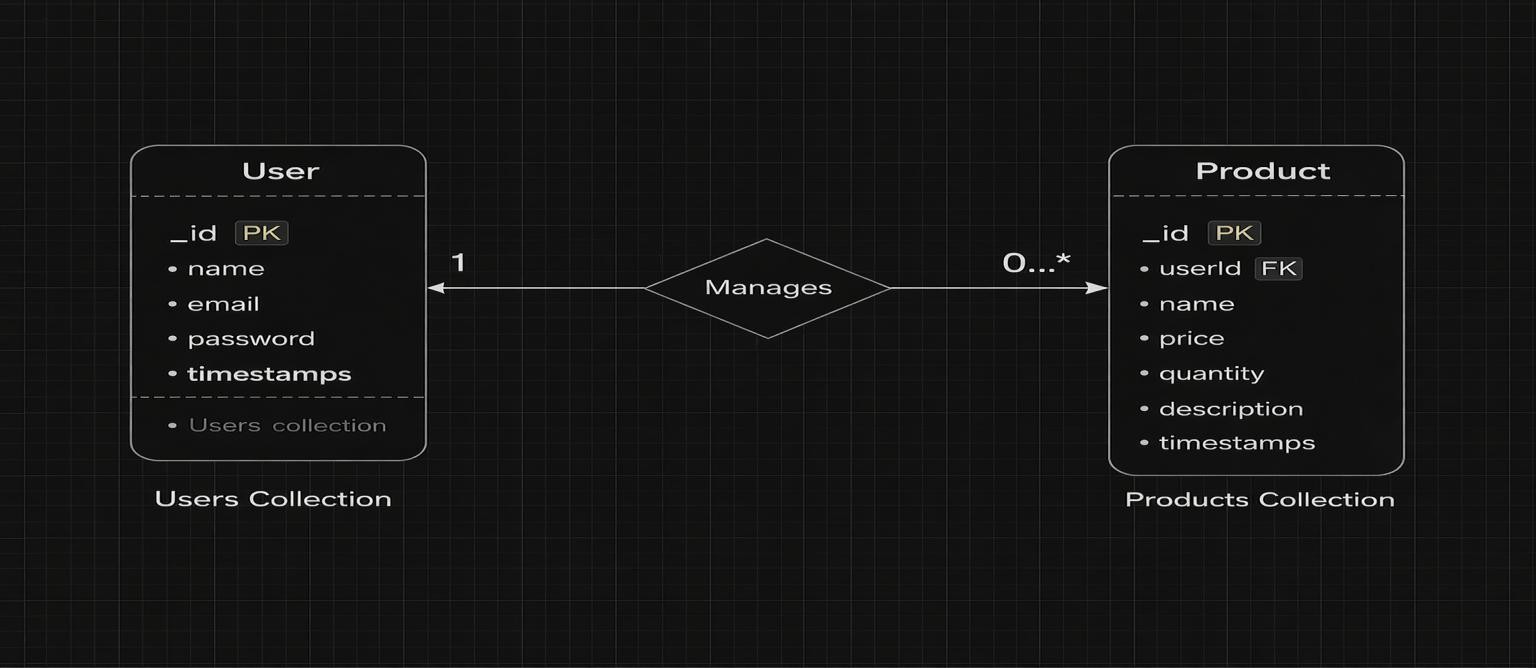 User
_id PK
• name
• email
• password
• timestamps
• Users collection
Users Collection
1
Manages
0...*
Product
_id PK
• userId FK
• name
• price
• quantity
• description
• timestamps
Products Collection